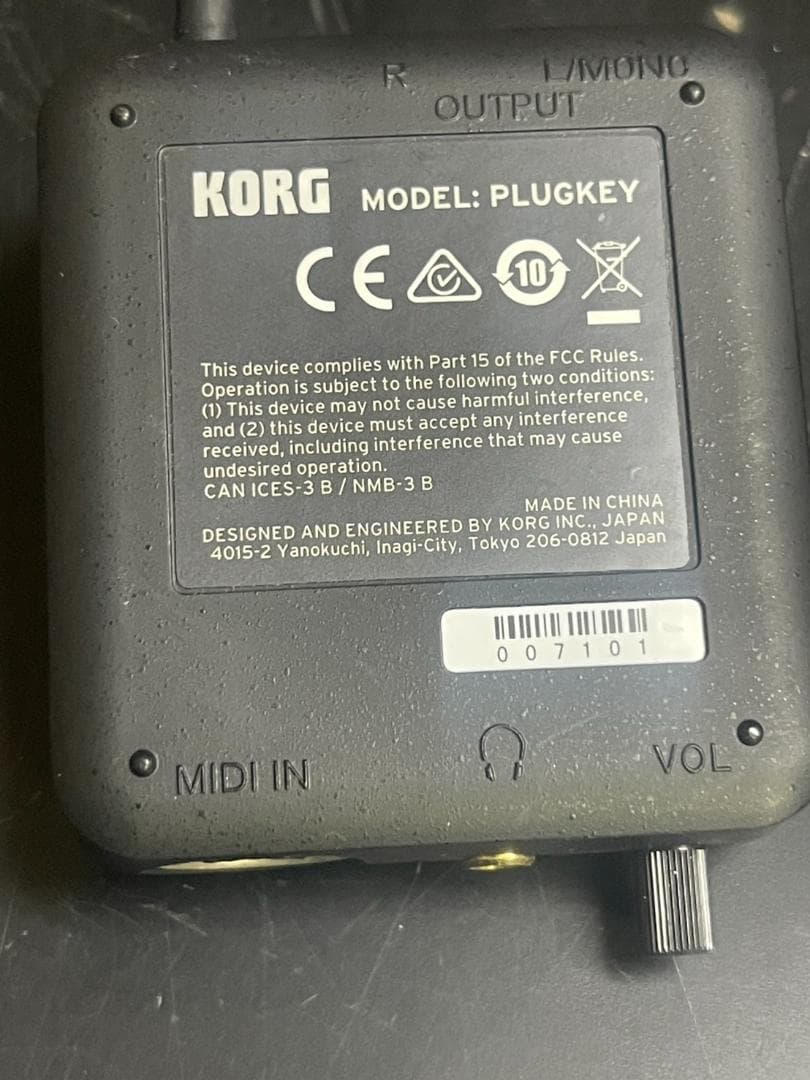 R L/MONO
OUTPUT
KORG MODEL: PLUGKEY
CE 10
This device complies with Part 15 of the FCC Rules.
Operation is subject to the following two conditions:
(1) This device may not cause harmful interference,
and (2) this device must accept any interference
received, including interference that may cause
undesired operation.
CAN ICES-3 B / NMB-3 B
MADE IN CHINA
DESIGNED AND ENGINEERED BY KORG INC., JAPAN
4015-2 Yanokuchi, Inagi-City, Tokyo 206-0812 Japan
007101
MIDI IN VOL